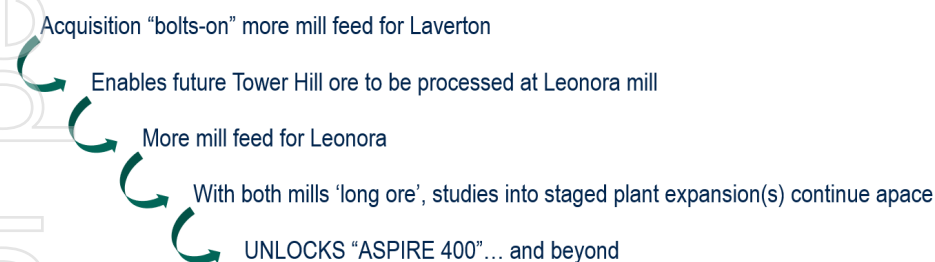 Acquisition “bolts-on” more mill feed for Laverton
Enables future Tower Hill ore to be processed at Leonora mill
More mill feed for Leonora
With both mills ‘long ore’, studies into staged plant expansion(s) continue apace
UNLOCKS “ASPIRE 400”… and beyond